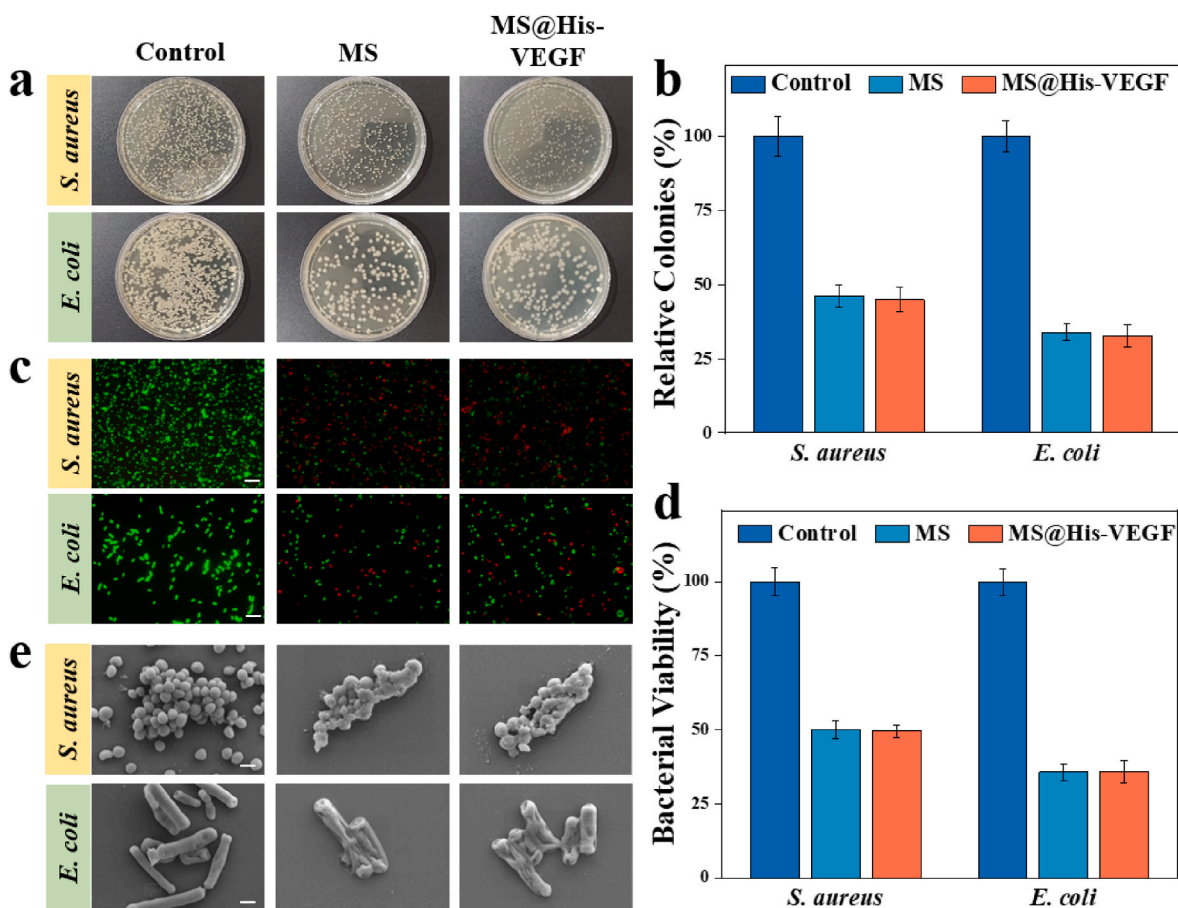 Control
MS
MS@His-
VEGF
a
S. aureus
E. coli
c
S. aureus
E. coli
e
S. aureus
E. coli
b
Control
MS
MS@His-VEGF
Relative Colonies (%)
100
75
50
25
0
S. aureus
E. coli
d
Control
MS
MS@His-VEGF
Bacterial Viability (%)
100
75
50
25
0
S. aureus
E. coli